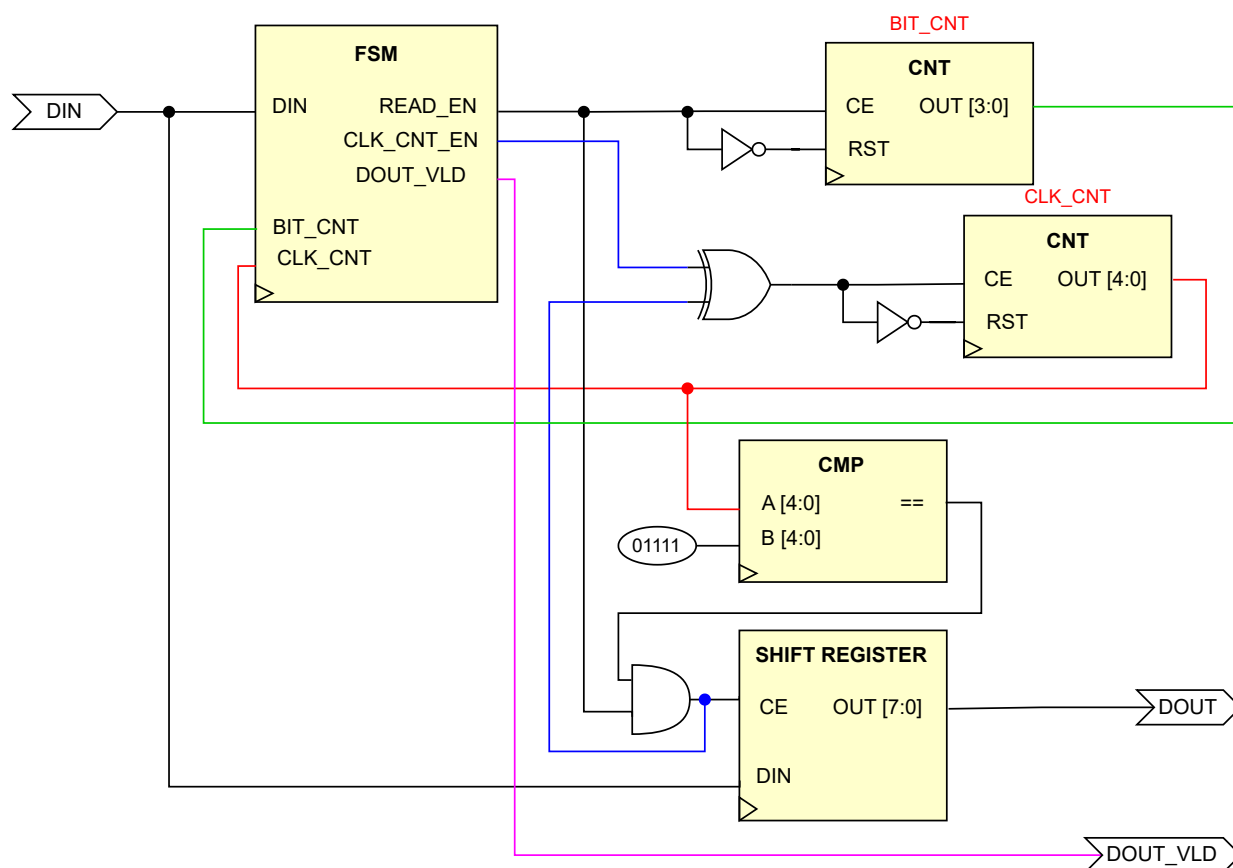 BIT_CNT
FSM
CNT
DIN
DIN
READ_EN
CE
OUT [3:0]
CLK_CNT_EN
RST
DOUT_VLD
CLK_CNT
BIT_CNT
CNT
CLK_CNT
CE
OUT [4:0]
RST
CMP
A [4:0]
==
B [4:0]
01111
SHIFT REGISTER
CE
OUT [7:0]
DOUT
DIN
DOUT_VLD